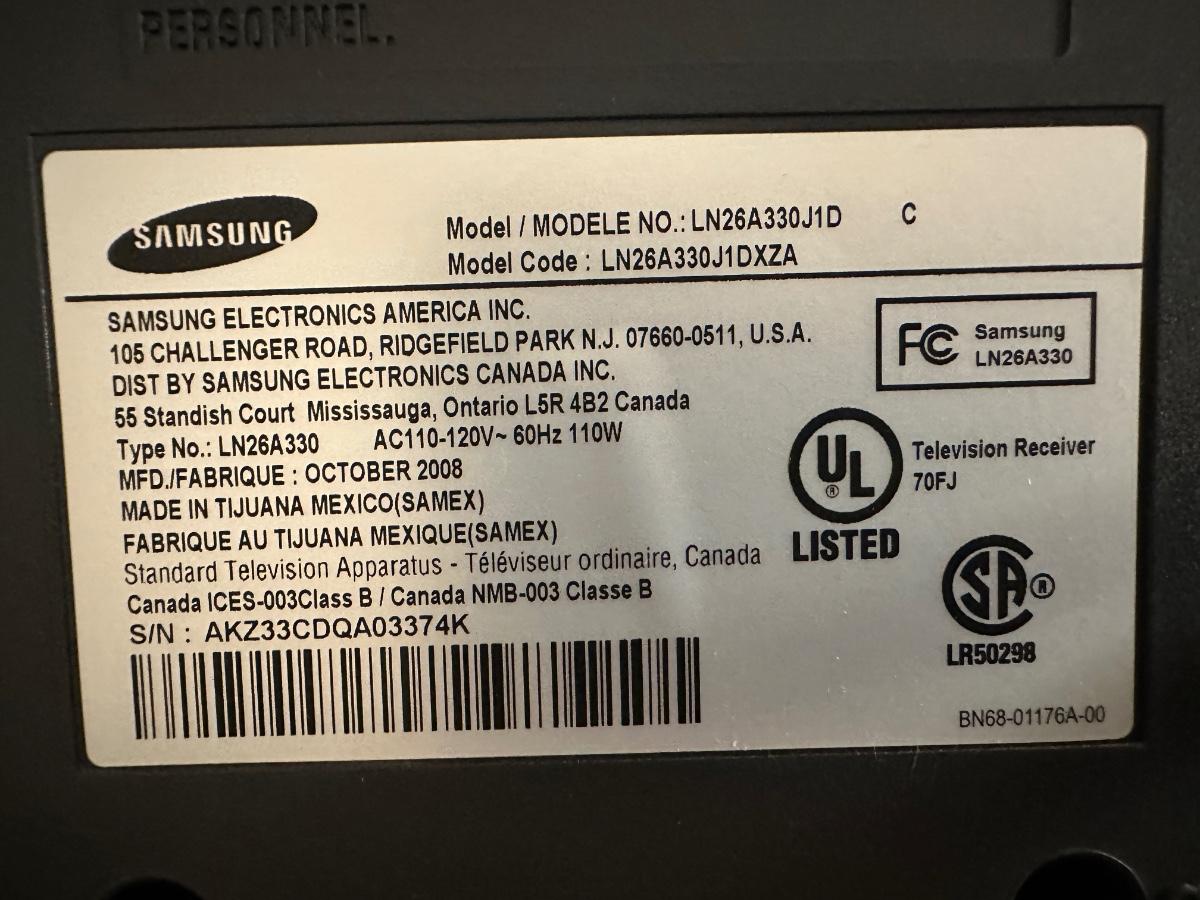 PERSONNEL.
SAMSUNG
Model / MODELE NO.: LN26A330J1D C
Model Code : LN26A330J1DXZA
SAMSUNG ELECTRONICS AMERICA INC.
105 CHALLENGER ROAD, RIDGEFIELD PARK N.J. 07660-0511, U.S.A.
DIST BY SAMSUNG ELECTRONICS CANADA INC.
55 Standish Court Mississauga, Ontario L5R 4B2 Canada
Type No.: LN26A330 AC110-120V~ 60Hz 110W
MFD./FABRIQUE : OCTOBER 2008
MADE IN TIJUANA MEXICO(SAMEX)
FABRIQUE AU TIJUANA MEXIQUE(SAMEX)
Standard Television Apparatus - Téléviseur ordinaire, Canada
Canada ICES-003Class B / Canada NMB-003 Classe B
S/N : AKZ33CDQA03374K
FC Samsung
LN26A330
UL ®
LISTED
Television Receiver
70FJ
SA ®
LR50298
BN68-01176A-00